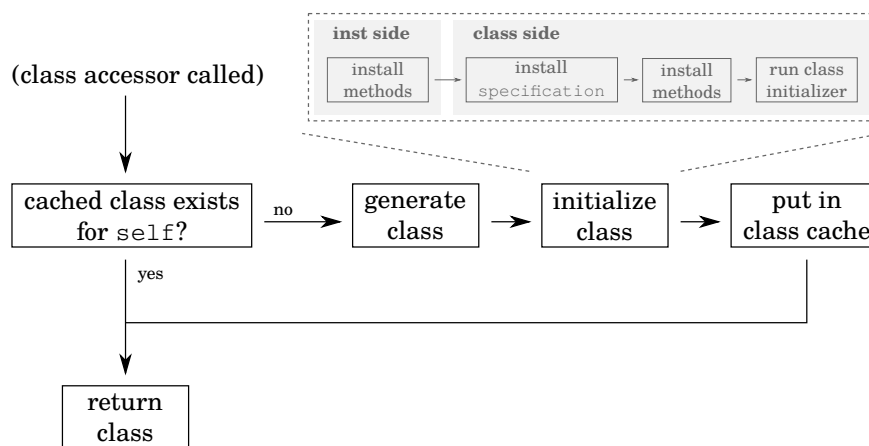 inst side
class side
install
methods
install
specification
install
methods
run class
initializer
(class accessor called)
cached class exists
for self?
no
generate
class
initialize
class
put in
class cache
yes
return
class